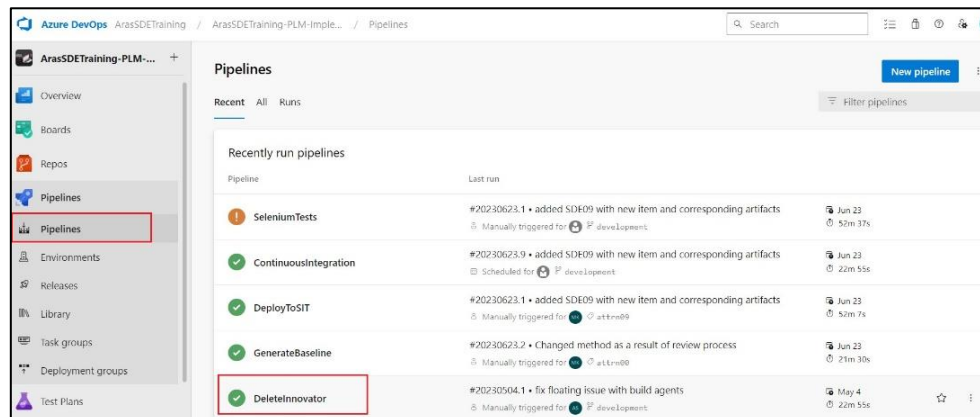 Azure DevOps ArasSDETraining / ArasSDETraining-PLM-Imple... / Pipelines
Search
ArasSDETraining-PLM-... +
Overview
Boards
Repos
Pipelines
Pipelines
Environments
Releases
Library
Task groups
Deployment groups
Test Plans
Pipelines
New pipeline
Recent All Runs
Filter pipelines
Recently run pipelines
Pipeline Last run
SeleniumTests
#20230623.1 • added SDE09 with new item and corresponding artifacts
Manually triggered for development
Jun 23
52m 37s
ContinuousIntegration
#20230623.9 • added SDE09 with new item and corresponding artifacts
Scheduled for development
Jun 23
22m 55s
DeployToSIT
#20230623.1 • added SDE09 with new item and corresponding artifacts
Manually triggered for attrn09
Jun 23
52m 7s
GenerateBaseline
#20230623.2 • Changed method as a result of review process
Manually triggered for attrn00
Jun 23
21m 30s
DeleteInnovator
#20230504.1 • fix floating issue with build agents
Manually triggered for development
May 4
22m 55s